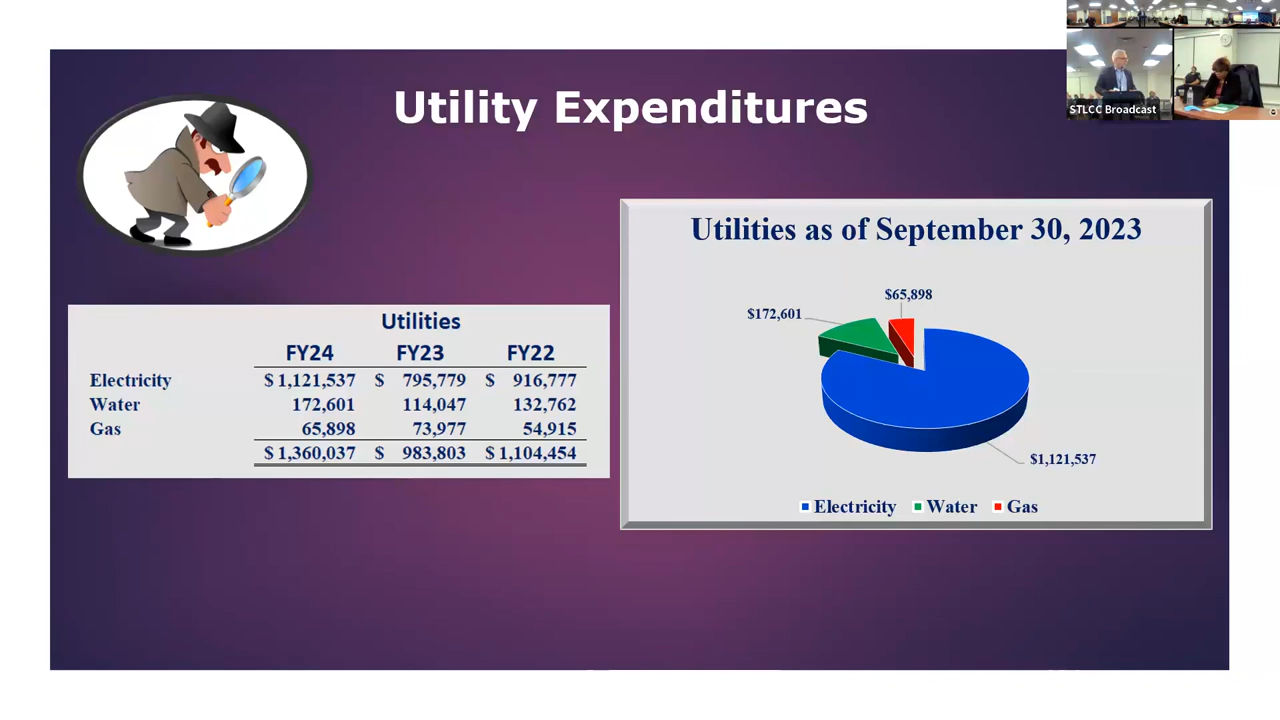 Utility Expenditures
STLCC Broadcast
Utilities
FY24 FY23 FY22
Electricity $ 1,121,537 $ 795,779 $ 916,777
Water 172,601 114,047 132,762
Gas 65,898 73,977 54,915
$ 1,360,037 $ 983,803 $ 1,104,454
Utilities as of September 30, 2023
$65,898
$172,601
$1,121,537
Electricity Water Gas